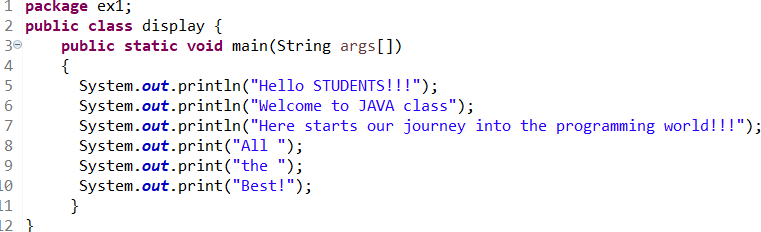 1 package ex1;
2 public class display {
3 public static void main(String args[])
4 {
5 System.out.println("Hello STUDENTS!!!");
6 System.out.println("Welcome to JAVA class");
7 System.out.println("Here starts our journey into the programming world!!!");
8 System.out.print("All ");
9 System.out.print("the ");
10 System.out.print("Best!");
11 }
12 }